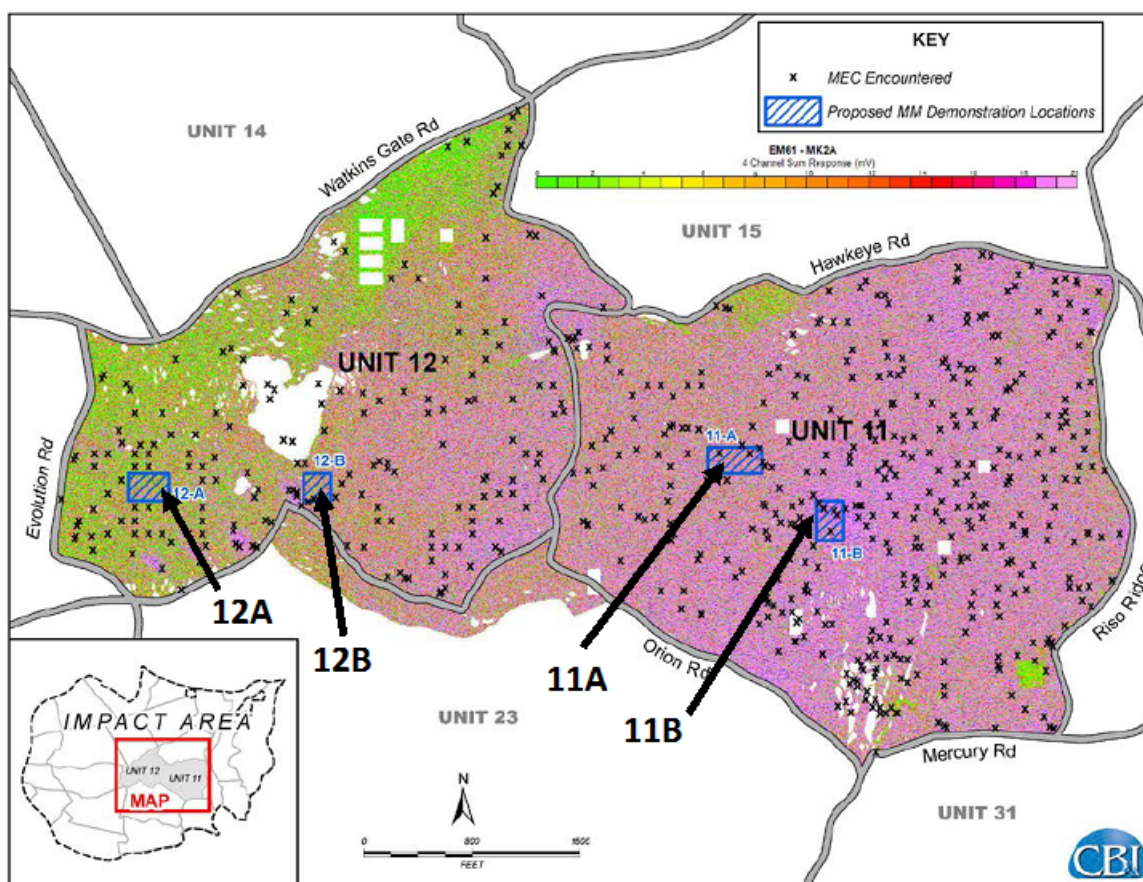 KEY
x MEC Encountered
Proposed MM Demonstration Locations
EM61 - MK2A
4 Channel Sum Response (mV)
UNIT 14
Watkins Gate Rd
UNIT 15
Hawkeye Rd
UNIT 12
UNIT 11
11-A
12-B
12-A
11-B
Evolution Rd
Riso Ridge
12A
12B
11A
11B
Orion Rd
Mercury Rd
UNIT 23
UNIT 31
IMPACT AREA
UNIT 12
UNIT 11
MAP
N
0 800 1600
FEET
CB&I